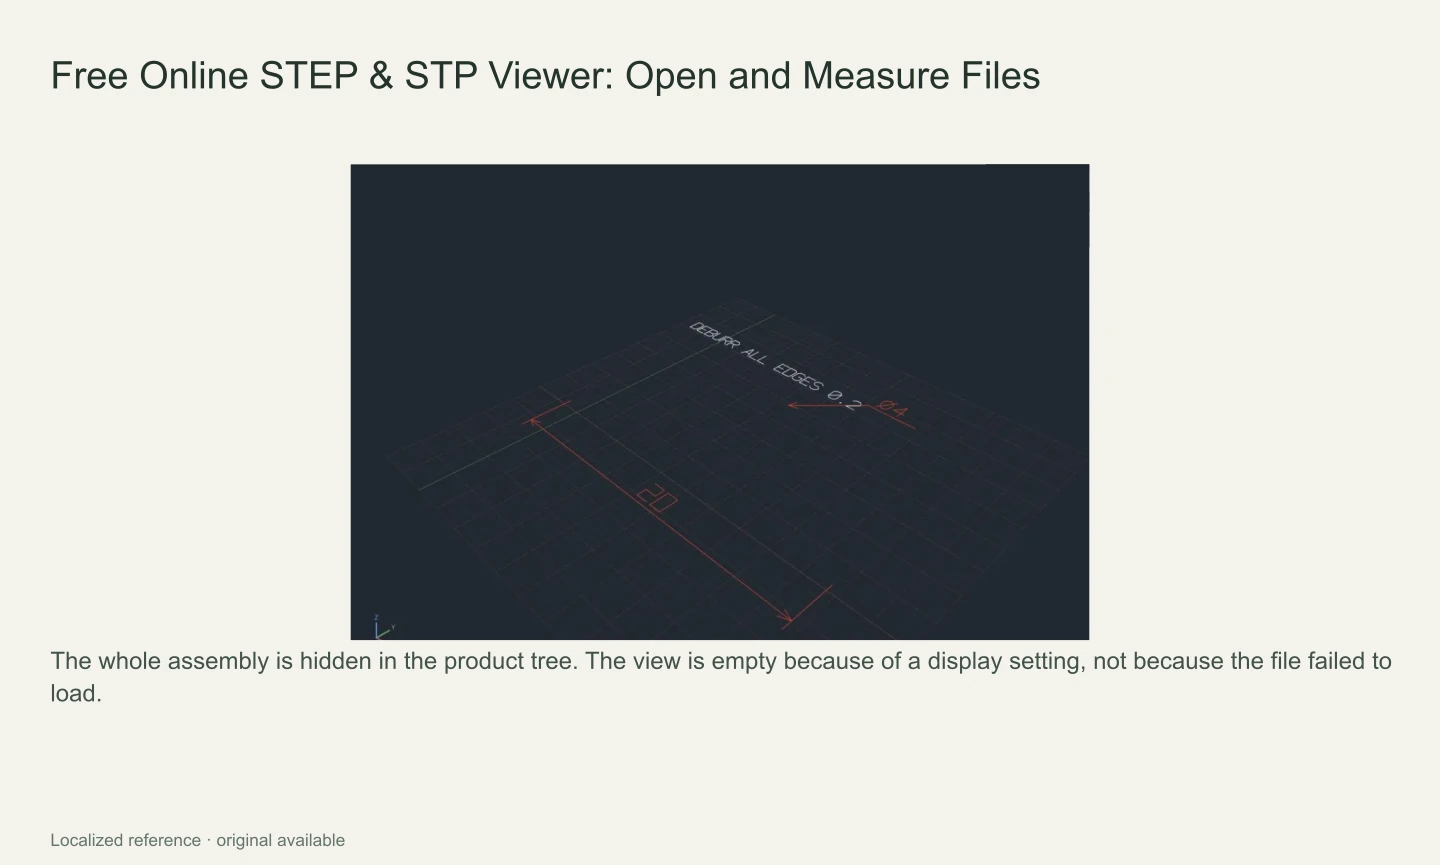 Free Online STEP & STP Viewer: Open and Measure Files
DEBURR ALL EDGES 0.2
Ø4
20
Z
Y
The whole assembly is hidden in the product tree. The view is empty because of a display setting, not because the file failed to
load.
Localized reference · original available